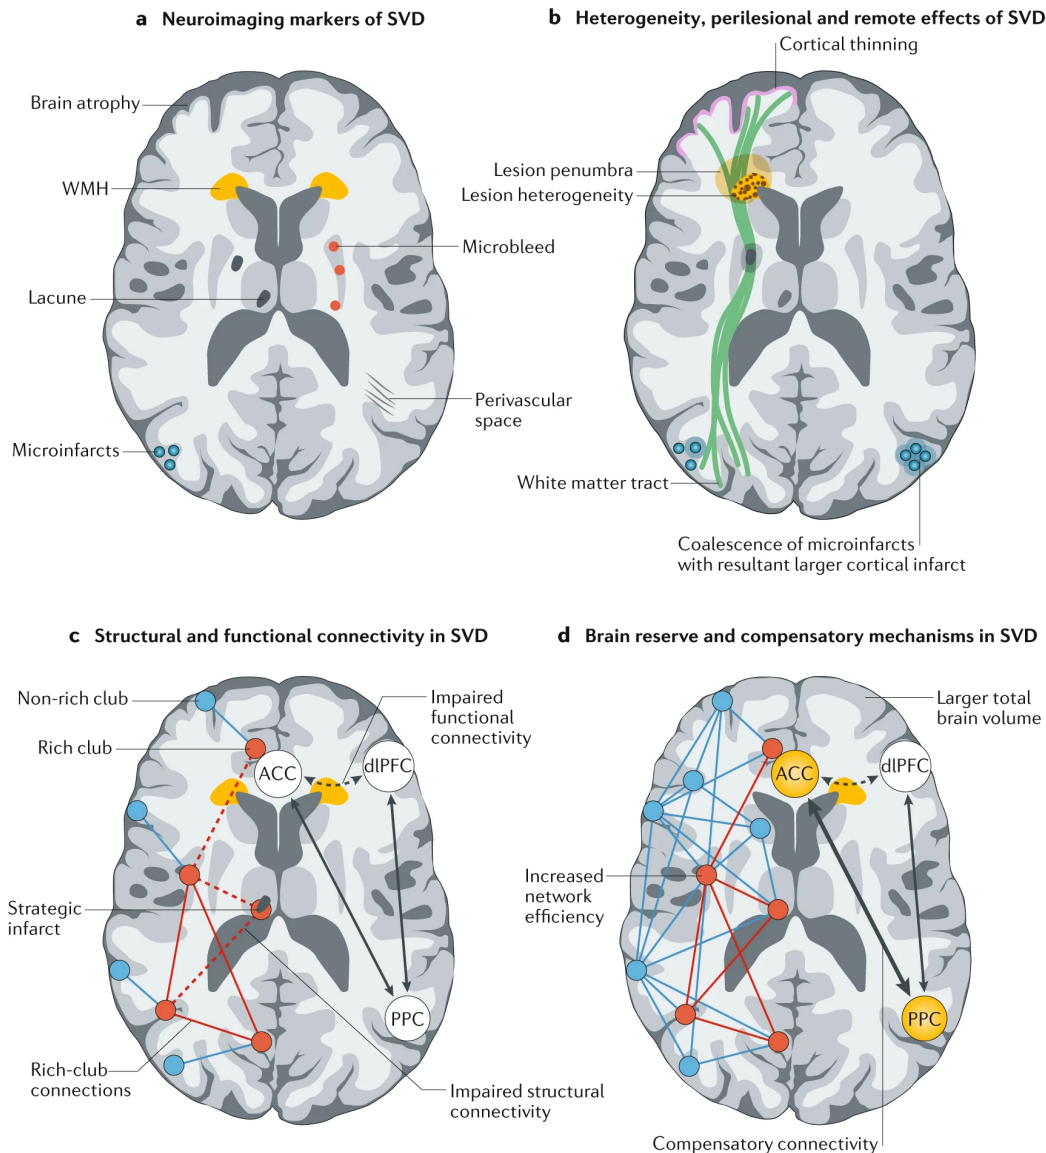 a Neuroimaging markers of SVD
Brain atrophy
WMH
Microbleed
Lacune
Perivascular
space
Microinfarcts
b Heterogeneity, perilesional and remote effects of SVD
Cortical thinning
Lesion penumbra
Lesion heterogeneity
White matter tract
Coalescence of microinfarcts
with resultant larger cortical infarct
c Structural and functional connectivity in SVD
Non-rich club
Impaired
functional
connectivity
Rich club
ACC
dlPFC
Strategic
infarct
PPC
Rich-club
connections
Impaired structural
connectivity
d Brain reserve and compensatory mechanisms in SVD
Larger total
brain volume
ACC
dlPFC
Increased
network
efficiency
PPC
Compensatory connectivity